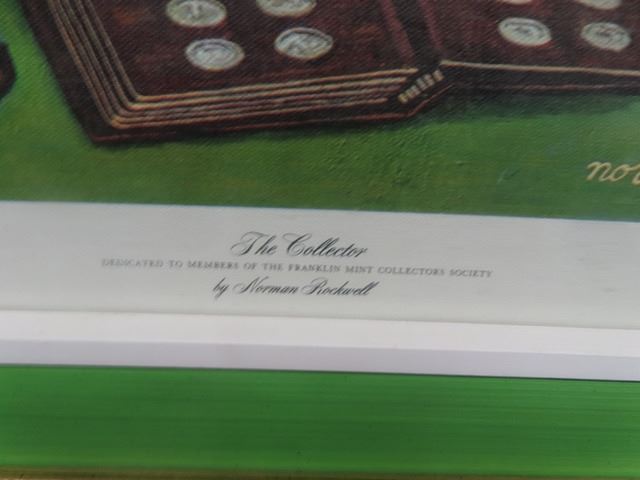 The Collector
DEDICATED TO MEMBERS OF THE FRANKLIN MINT COLLECTORS SOCIETY
by Norman Rockwell